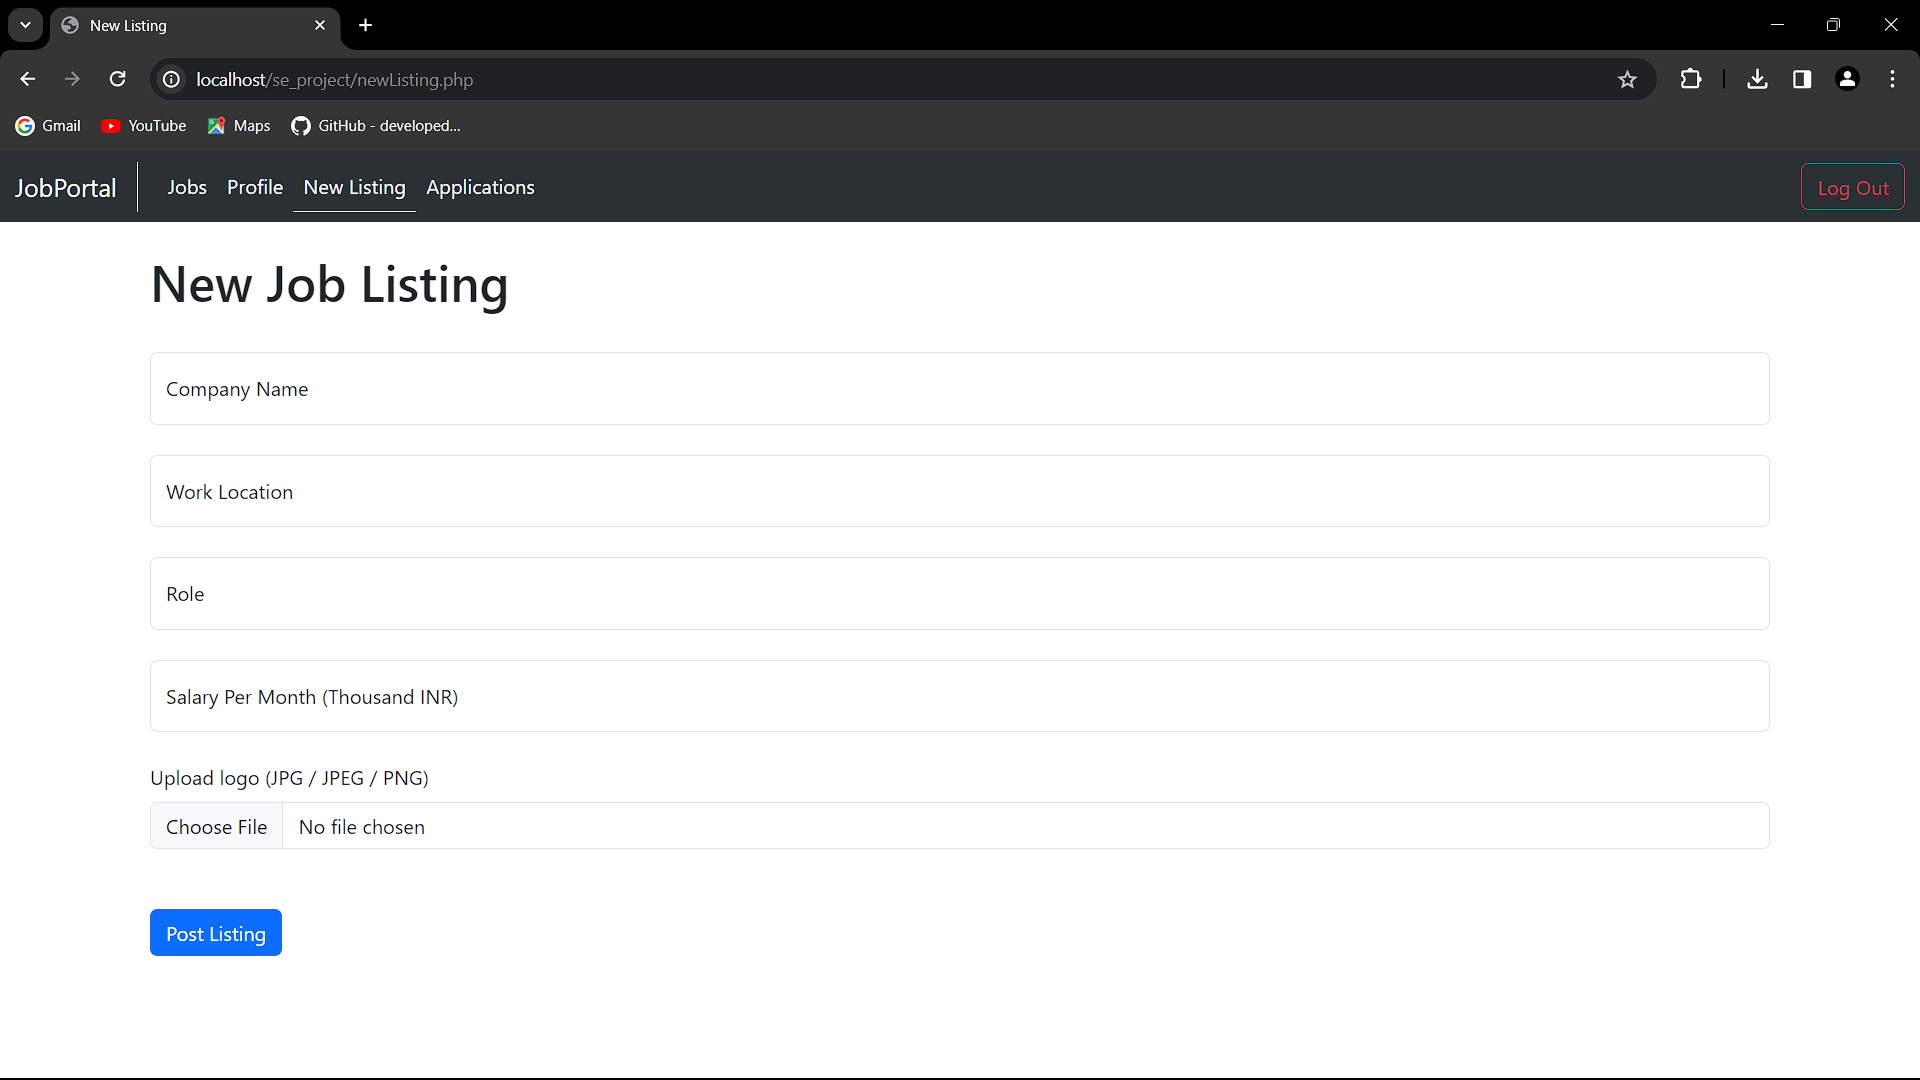 New Listing
localhost/se_project/newListing.php
Gmail YouTube Maps GitHub - developed...
JobPortal Jobs Profile New Listing Applications Log Out
New Job Listing
Company Name
Work Location
Role
Salary Per Month (Thousand INR)
Upload logo (JPG / JPEG / PNG)
Choose File No file chosen
Post Listing